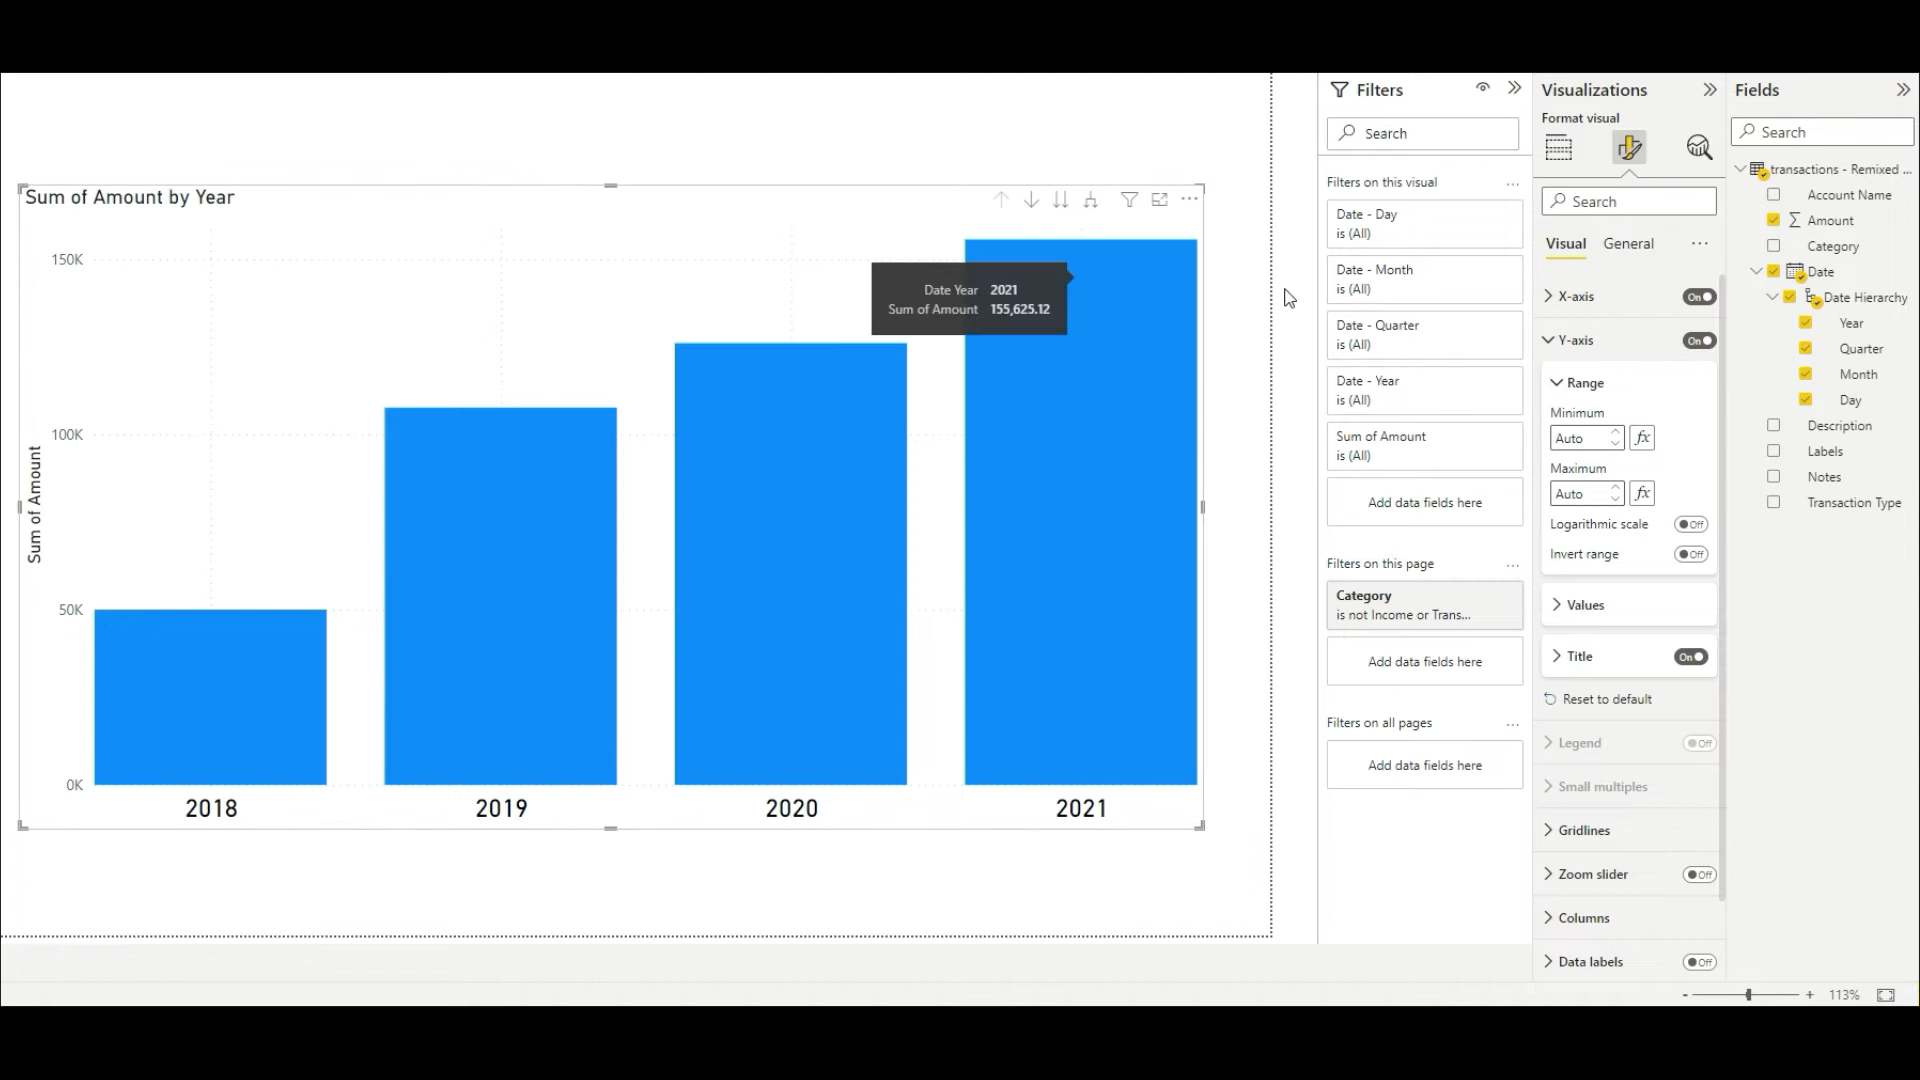 Sum of Amount by Year
150K
100K
50K
0K
Sum of Amount
Date Year 2021
Sum of Amount 155,625.12
2018 2019 2020 2021
Filters
Search
Filters on this visual ...
Date - Day
is (All)
Date - Month
is (All)
Date - Quarter
is (All)
Date - Year
is (All)
Sum of Amount
is (All)
Add data fields here
Filters on this page ...
Category
is not Income or Trans...
Add data fields here
Filters on all pages ...
Add data fields here
Visualizations
Format visual
Search
Visual General ...
X-axis On
Y-axis On
Range
Minimum
Auto fx
Maximum
Auto fx
Logarithmic scale Off
Invert range Off
Values
Title On
Reset to default
Legend Off
Small multiples
Gridlines
Zoom slider Off
Columns
Data labels Off
Fields
Search
transactions - Remixed ...
Account Name
Σ Amount
Category
Date
Date Hierarchy
Year
Quarter
Month
Day
Description
Labels
Notes
Transaction Type
- + 113%